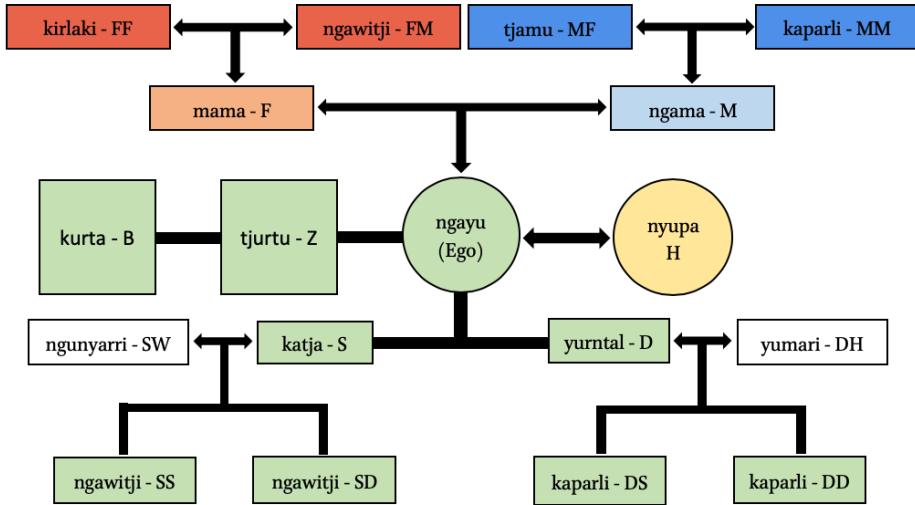 kirlaki - FF
ngawitji - FM
tjamu - MF
kaparli - MM
mama - F
ngama - M
kurta - B
tjurtu - Z
ngayu
(Ego)
nyupa
H
ngunyarri - SW
katja - S
yurntal - D
yumari - DH
ngawitji - SS
ngawitji - SD
kaparli - DS
kaparli - DD